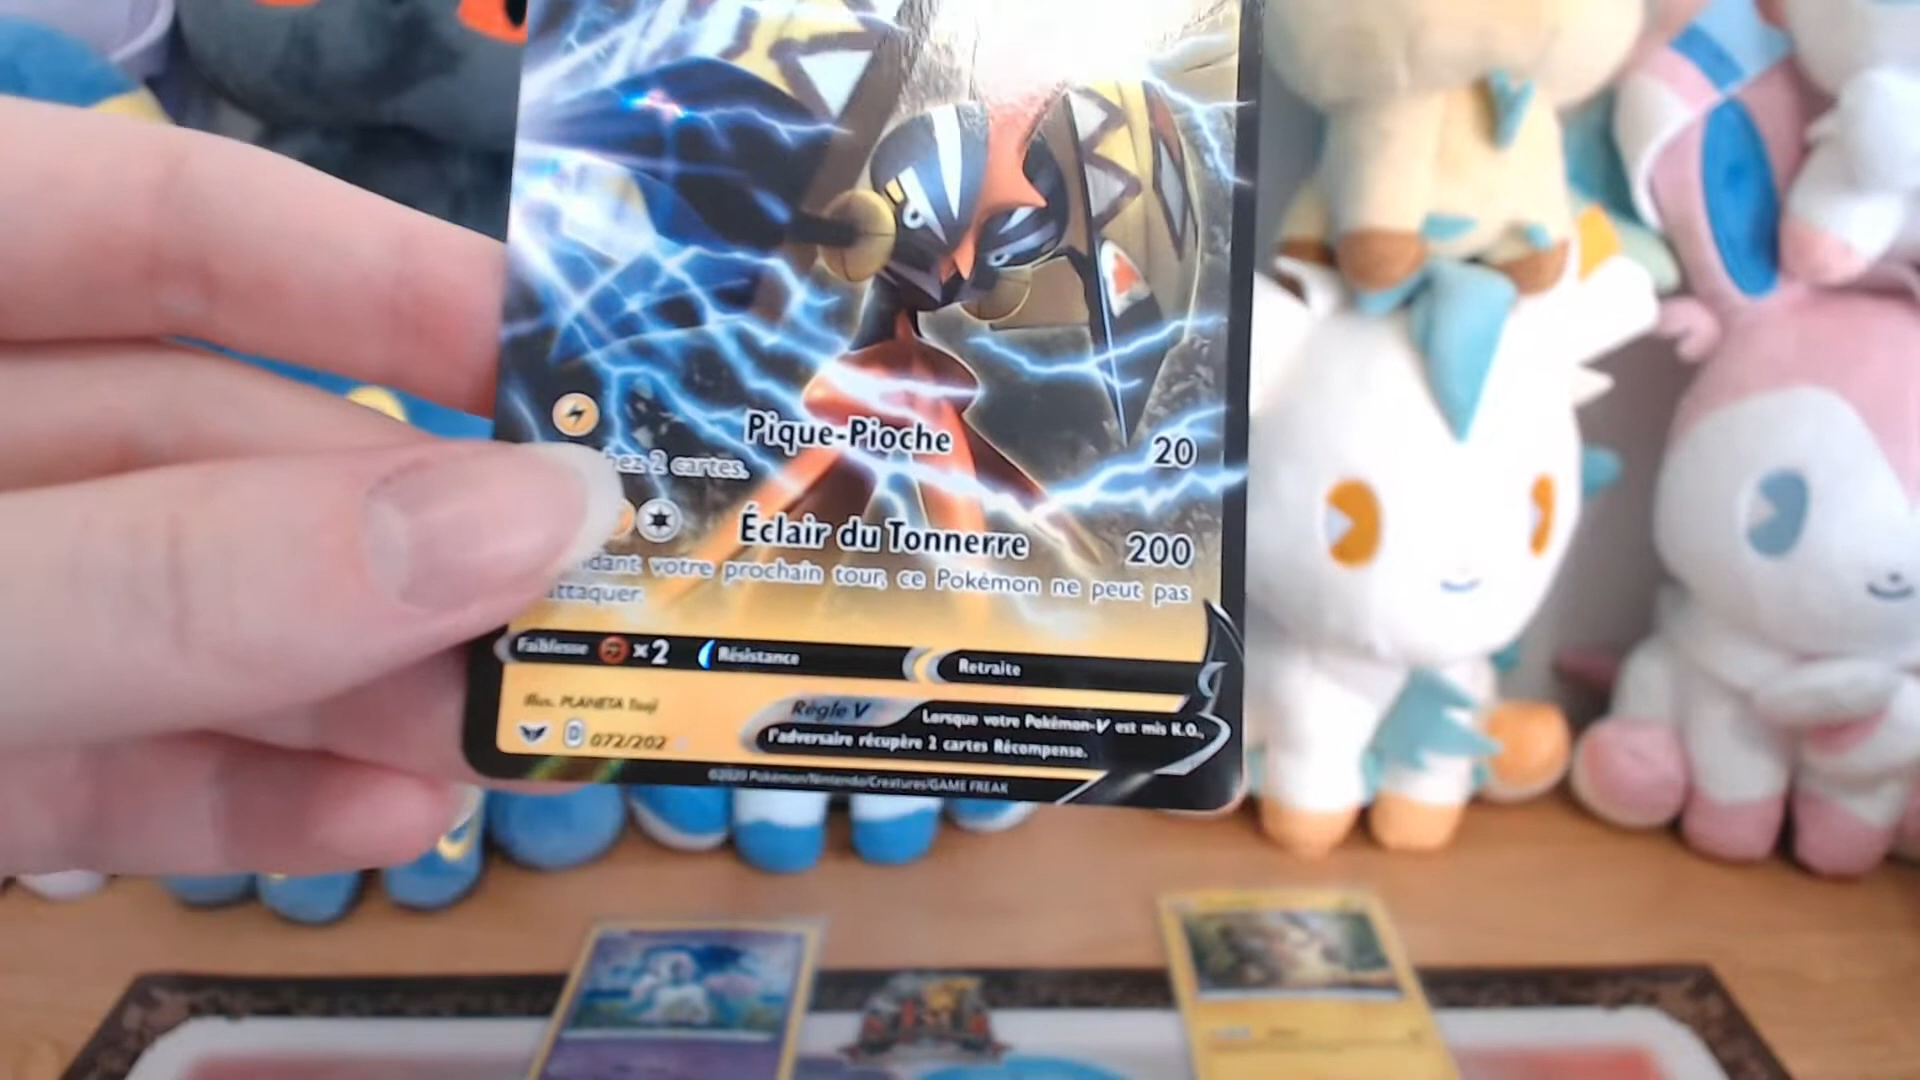 Pique-Pioche 20
hez 2 cartes.
Éclair du Tonnerre 200
dant votre prochain tour, ce Pokémon ne peut pas
ttaquer.
Faiblesse x2 Résistance Retraite
Illus. PLANETA Tsuji
Règle V Lorsque votre Pokémon-V est mis K.O.,
l'adversaire récupère 2 cartes Récompense.
D 072/202
©2020 Pokémon/Nintendo/Creatures/GAME FREAK